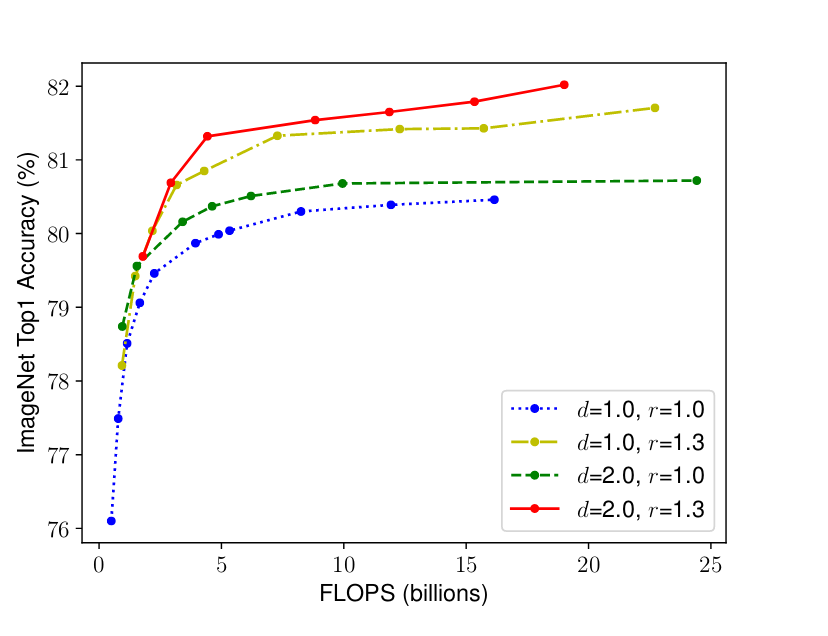 82
81
80
79
78
77
76
ImageNet Top1 Accuracy (%)
d=1.0, r=1.0
d=1.0, r=1.3
d=2.0, r=1.0
d=2.0, r=1.3
0 5 10 15 20 25
FLOPS (billions)